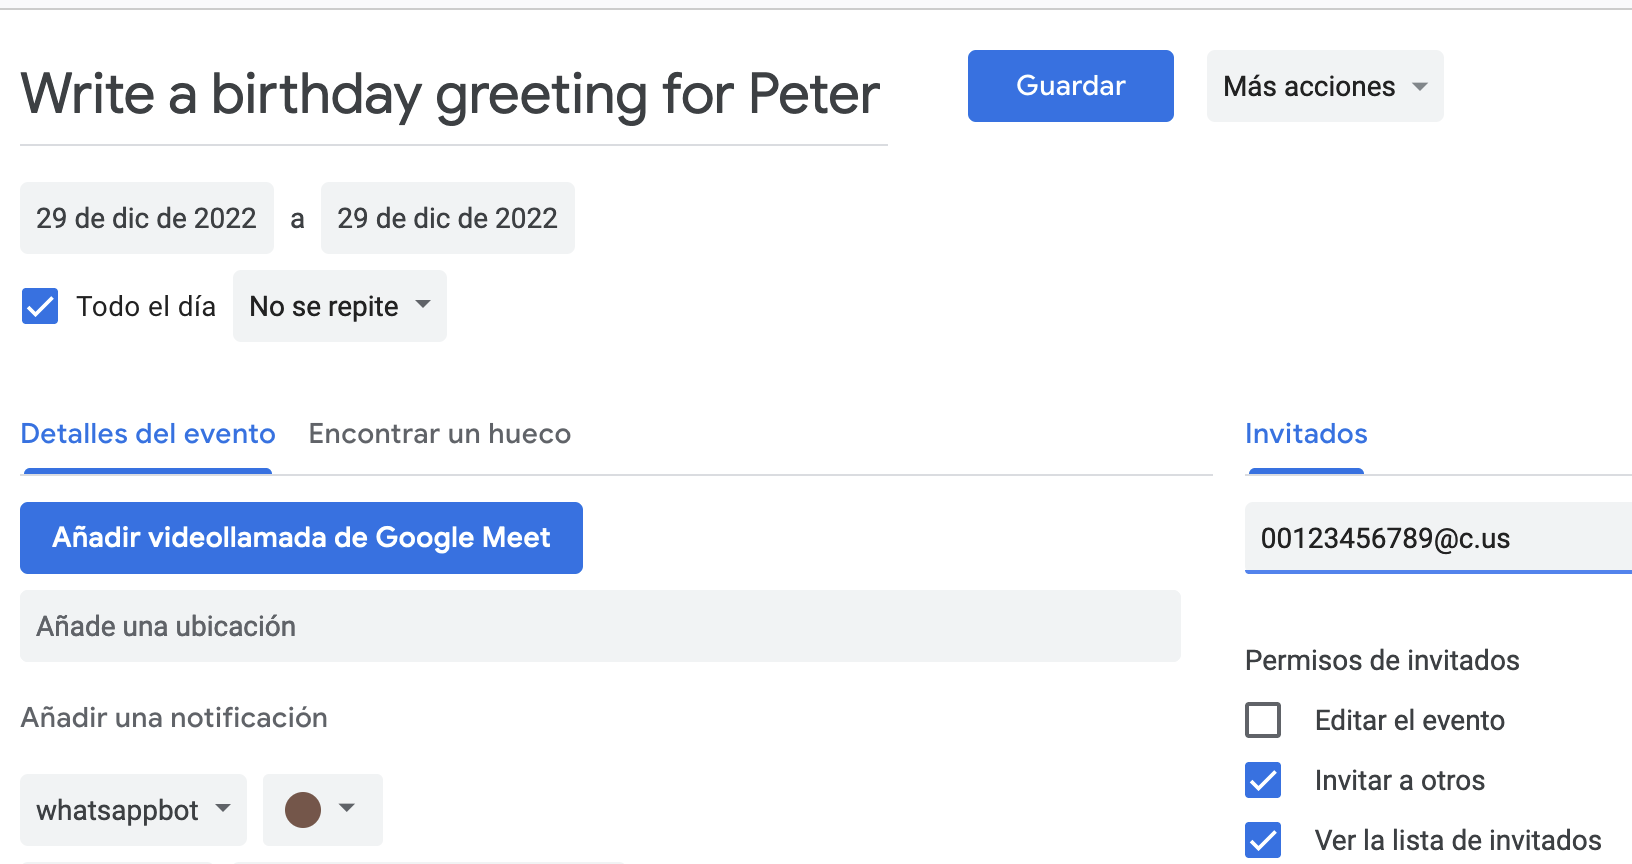 Write a birthday greeting for Peter
Guardar
Más acciones
29 de dic de 2022 a 29 de dic de 2022
Todo el día No se repite
Detalles del evento Encontrar un hueco
Invitados
Añadir videollamada de Google Meet
00123456789@c.us
Añade una ubicación
Permisos de invitados
Editar el evento
Añadir una notificación
Invitar a otros
whatsappbot
Ver la lista de invitados